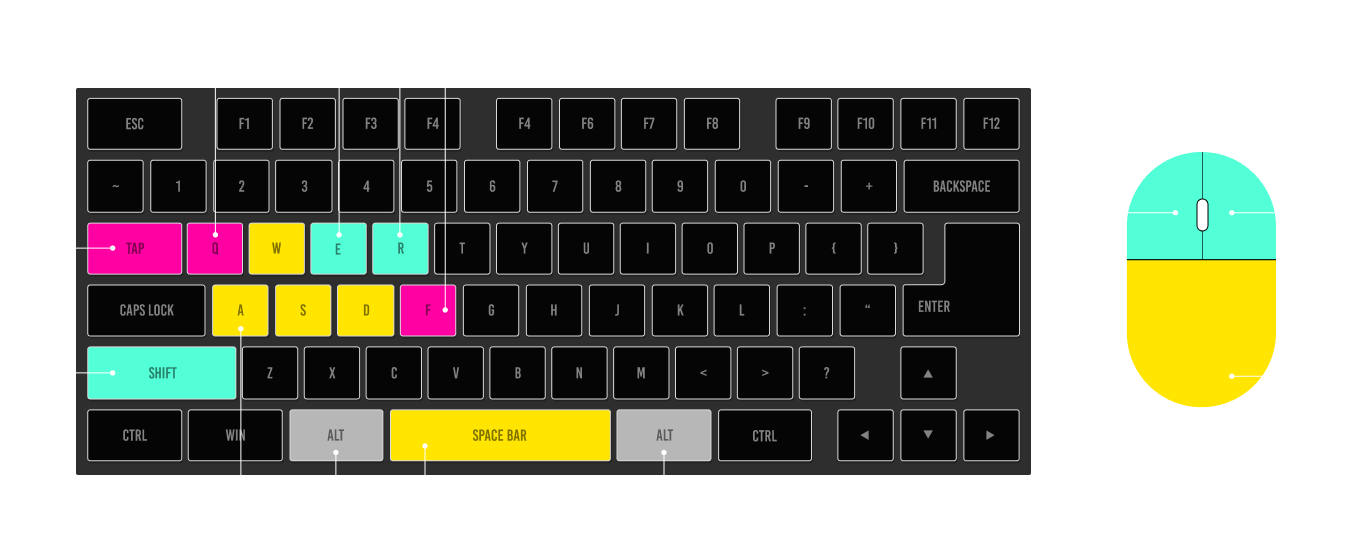 ESC F1 F2 F3 F4 F4 F6 F7 F8 F9 F10 F11 F12
~ 1 2 3 4 5 6 7 8 9 0 - + BACKSPACE
TAP Q W E R T Y U I O P { }
CAPS LOCK A S D F G H J K L : “ ENTER
SHIFT Z X C V B N M < > ? ▲
CTRL WIN ALT SPACE BAR ALT CTRL ◀ ▼ ▶